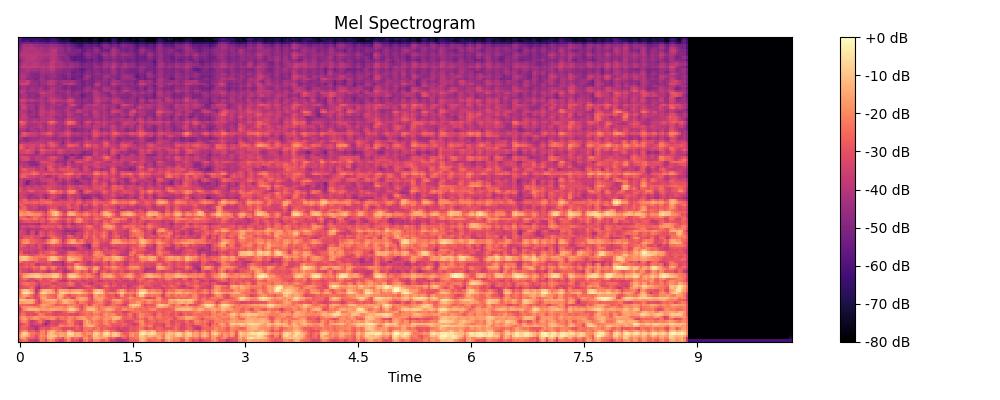 Mel Spectrogram
+0 dB
-10 dB
-20 dB
-30 dB
-40 dB
-50 dB
-60 dB
-70 dB
-80 dB
0 1.5 3 4.5 6 7.5 9
Time